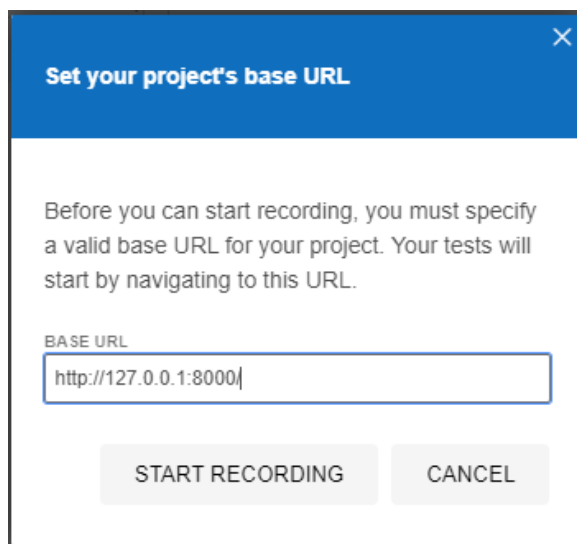 Set your project's base URL
Before you can start recording, you must specify
a valid base URL for your project. Your tests will
start by navigating to this URL.
BASE URL
http://127.0.0.1:8000/
START RECORDING
CANCEL